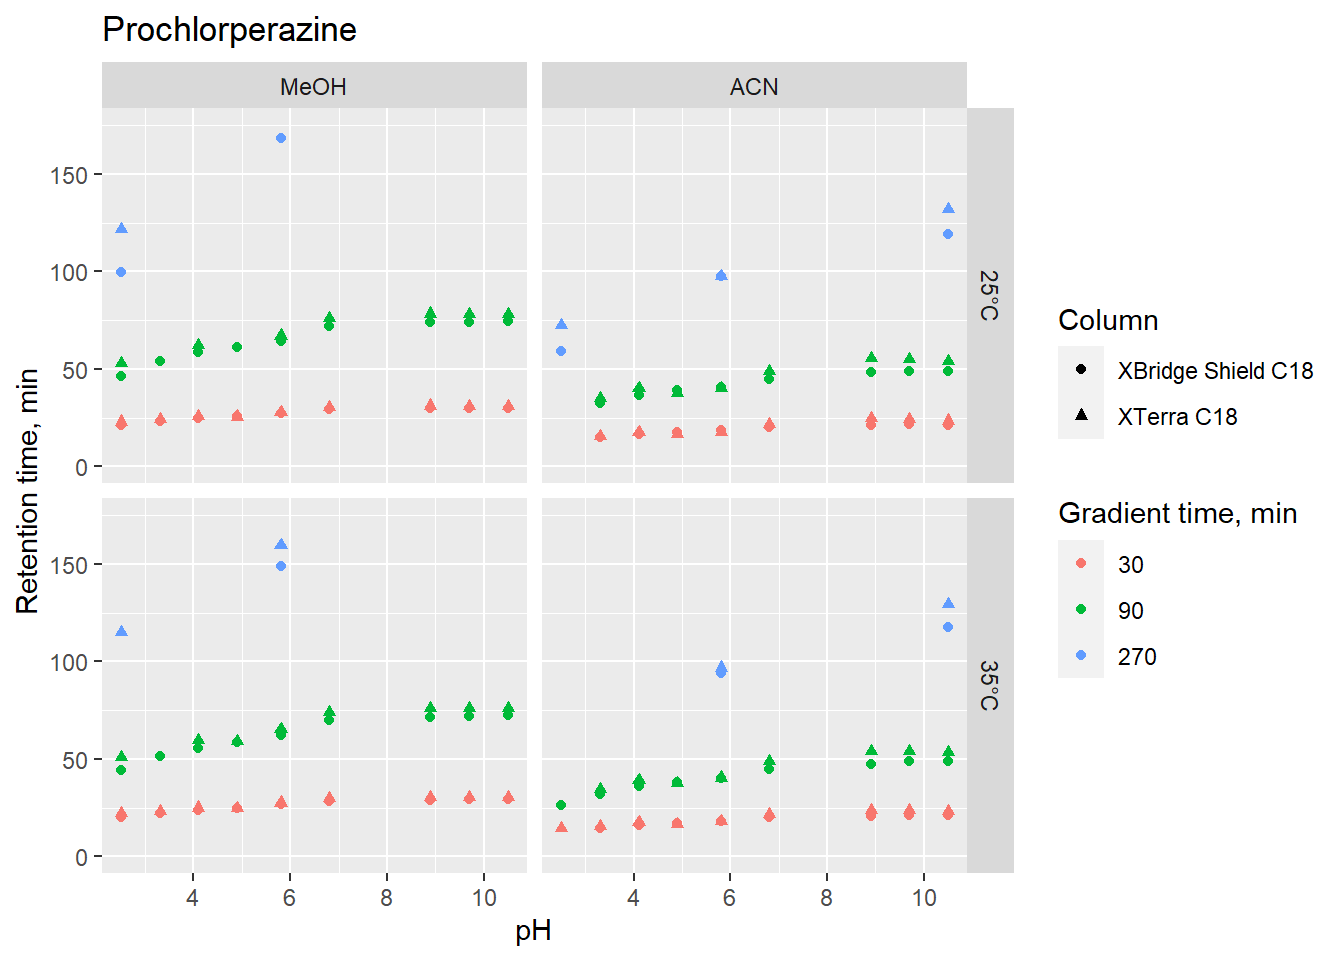 Prochlorperazine
MeOH
ACN
150
100
50
0
25°C
150
100
50
0
35°C
4
6
8
10
4
6
8
10
pH
Retention time, min
Column
XBridge Shield C18
XTerra C18
Gradient time, min
30
90
270